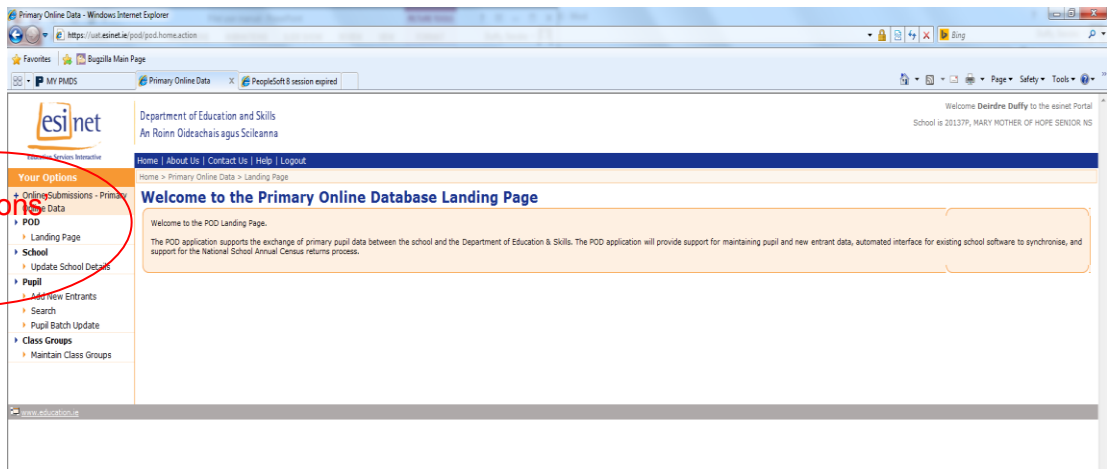 Primary Online Data - Windows Internet Explorer
https://uat.esinet.ie/pod/pod.home.action
Bing
Favorites Bugzilla Main Page
MY PMDS Primary Online Data X PeopleSoft 8 session expired Page Safety Tools
Welcome Deirdre Duffy to the esinet Portal
School is 20137P, MARY MOTHER OF HOPE SENIOR NS
esinet
Education Services Interactive
Department of Education and Skills
An Roinn Oideachais agus Scileanna
Home | About Us | Contact Us | Help | Logout
Your Options
Home > Primary Online Data > Landing Page
+ Online Submissions - Primary
Online Data
ons
Welcome to the Primary Online Database Landing Page
POD
Landing Page
School
Update School Details
Pupil
Add New Entrants
Search
Pupil Batch Update
Class Groups
Maintain Class Groups
Welcome to the POD Landing Page.
The POD application supports the exchange of primary pupil data between the school and the Department of Education & Skills. The POD application will provide support for maintaining pupil and new entrant data, automated interface for existing school software to synchronise, and
support for the National School Annual Census returns process.
www.education.ie